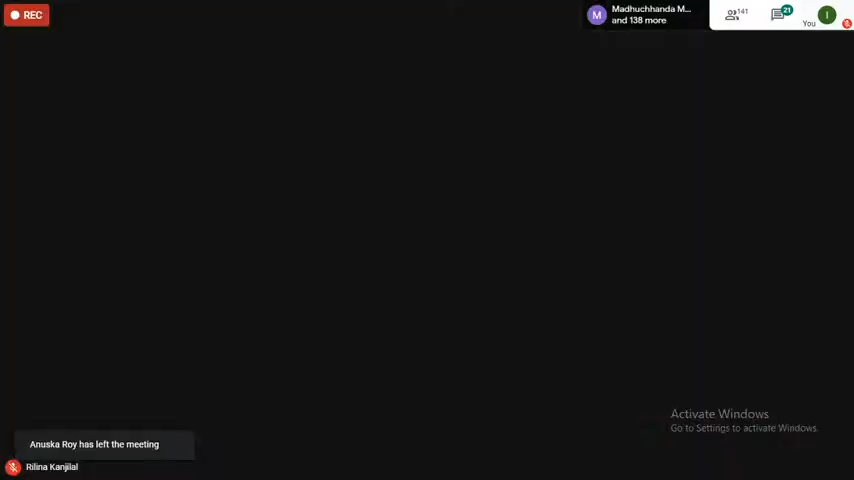 REC
M
Madhuchhanda M...
and 138 more
141
21
You
I
Activate Windows
Go to Settings to activate Windows.
Anuska Roy has left the meeting
Rilina Kanjilal